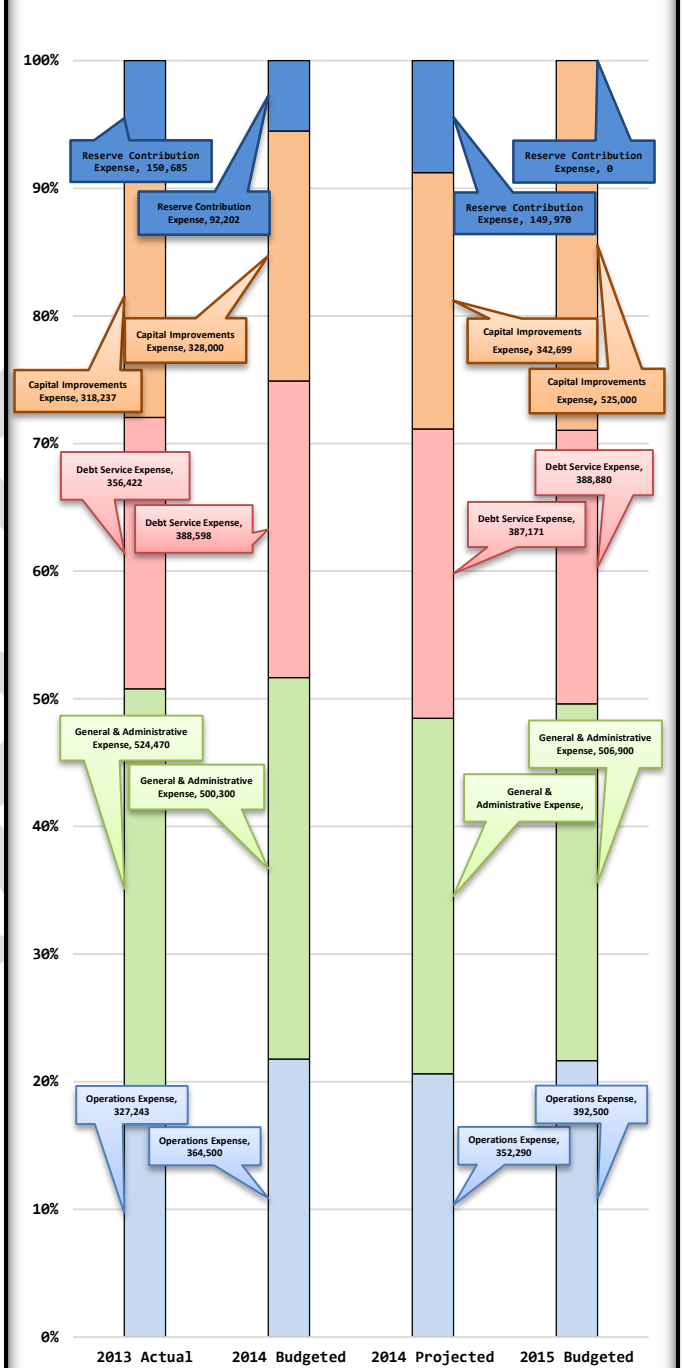 100%
Reserve Contribution
Expense, 150,685
Reserve Contribution
Expense, 0
90%
Reserve Contribution
Expense, 92,202
Reserve Contribution
Expense, 149,970
80%
Capital Improvements
Expense, 328,000
Capital Improvements
Expense, 342,699
Capital Improvements
Expense, 318,237
Capital Improvements
Expense, 525,000
70%
Debt Service Expense,
356,422
Debt Service Expense,
388,880
Debt Service Expense,
388,598
Debt Service Expense,
387,171
60%
50%
General & Administrative
Expense, 524,470
General & Administrative
Expense, 506,900
General & Administrative
Expense, 500,300
General &
Administrative Expense,
40%
30%
20%
Operations Expense,
327,243
Operations Expense,
392,500
Operations Expense,
364,500
Operations Expense,
352,290
10%
0%
2013 Actual 2014 Budgeted 2014 Projected 2015 Budgeted